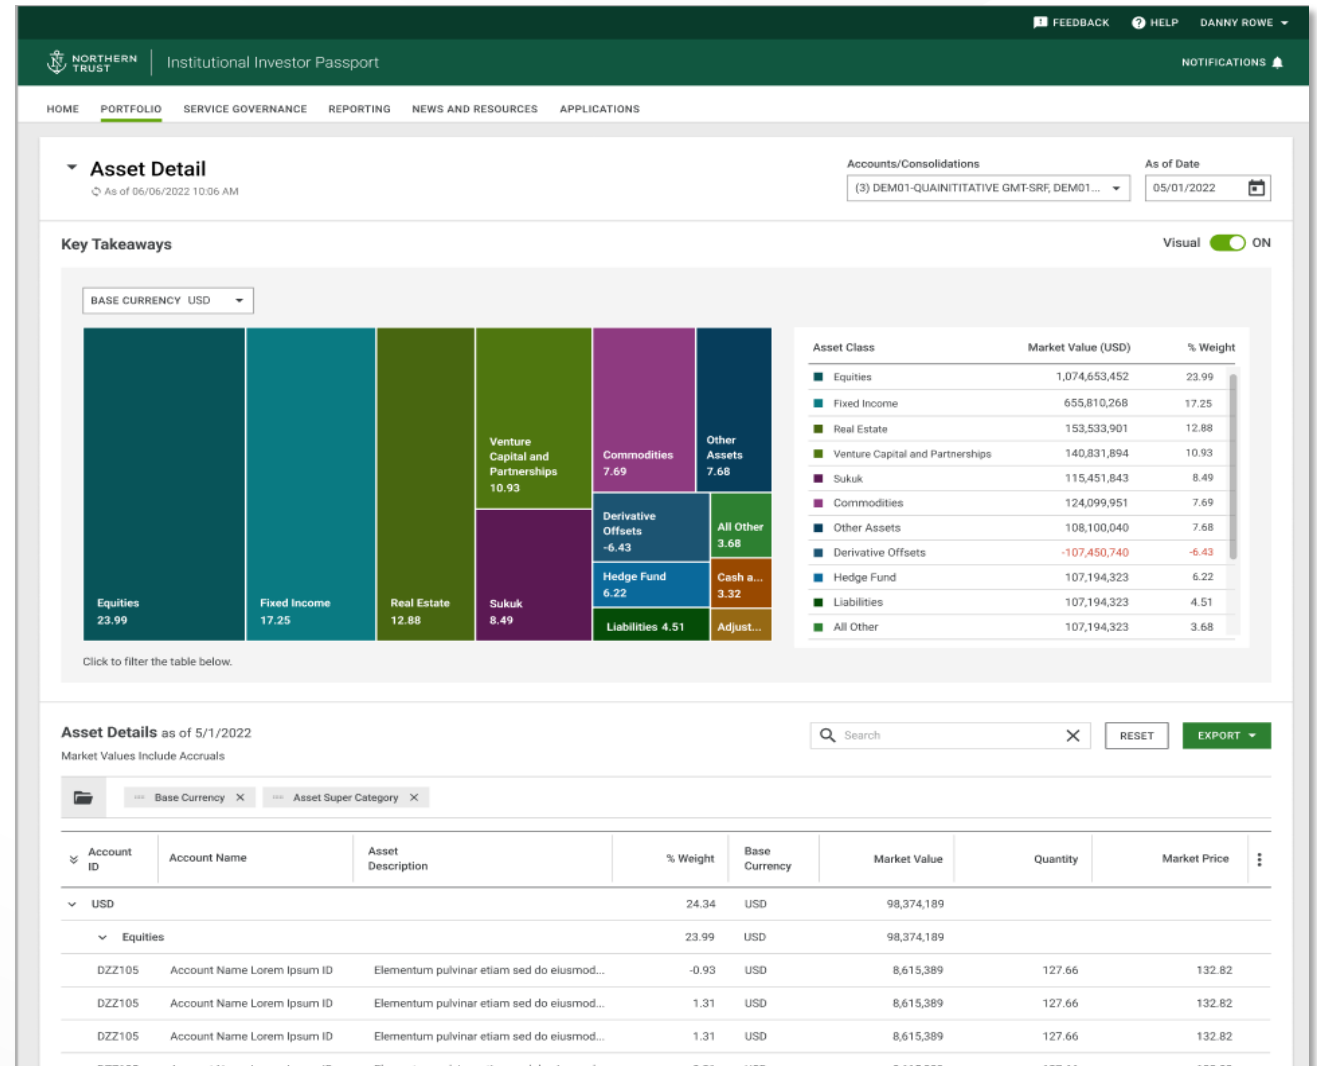 FEEDBACK HELP DANNY ROWE
NORTHERN
TRUST
Institutional Investor Passport
NOTIFICATIONS
HOME PORTFOLIO SERVICE GOVERNANCE REPORTING NEWS AND RESOURCES APPLICATIONS
Asset Detail
As of 06/06/2022 10:06 AM
Accounts/Consolidations
(3) DEM01-QUAINITITATIVE GMT-SRF, DEM01...
As of Date
05/01/2022
Key Takeaways
Visual ON
BASE CURRENCY USD
Equities
23.99
Fixed Income
17.25
Real Estate
12.88
Venture
Capital and
Partnerships
10.93
Sukuk
8.49
Commodities
7.69
Other
Assets
7.68
Derivative
Offsets
-6.43
All Other
3.68
Hedge Fund
6.22
Cash a...
3.32
Liabilities 4.51
Adjust...
Click to filter the table below.
Asset Class Market Value (USD) % Weight
Equities 1,074,653,452 23.99
Fixed Income 655,810,268 17.25
Real Estate 153,533,901 12.88
Venture Capital and Partnerships 140,831,894 10.93
Sukuk 115,451,843 8.49
Commodities 124,099,951 7.69
Other Assets 108,100,040 7.68
Derivative Offsets -107,450,740 -6.43
Hedge Fund 107,194,323 6.22
Liabilities 107,194,323 4.51
All Other 107,194,323 3.68
Asset Details as of 5/1/2022
Market Values Include Accruals
Search
RESET
EXPORT
Base Currency Asset Super Category
Account
ID
Account Name
Asset
Description
% Weight
Base
Currency
Market Value
Quantity
Market Price
USD 24.34 USD 98,374,189
Equities 23.99 USD 98,374,189
DZZ105 Account Name Lorem Ipsum ID Elementum pulvinar etiam sed do eiusmod... -0.93 USD 8,615,389 127.66 132.82
DZZ105 Account Name Lorem Ipsum ID Elementum pulvinar etiam sed do eiusmod... 1.31 USD 8,615,389 127.66 132.82
DZZ105 Account Name Lorem Ipsum ID Elementum pulvinar etiam sed do eiusmod... 1.31 USD 8,615,389 127.66 132.82